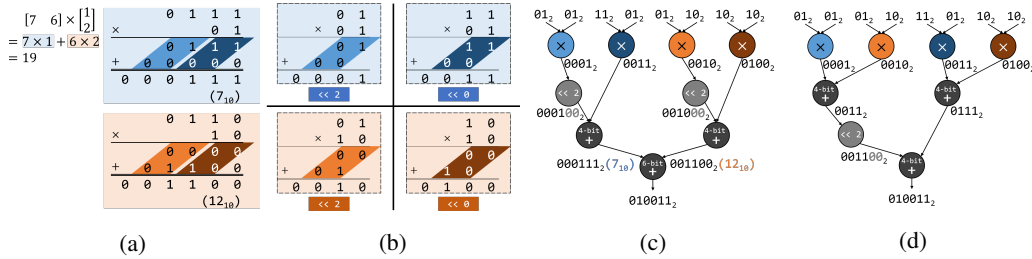 [7 6] × [1 2]
= 7 × 1 + 6 × 2
= 19
0 1 1 1
× 0 1
0 1 1 1
+ 0 0 0 0
0 0 0 1 1 1
(7₁₀)
0 1 1 0
× 1 0
0 0 0 0
+ 0 1 1 0
0 0 1 1 0 0
(12₁₀)
(a)
0 1
× 0 1
0 1
+ 0 0
0 0 0 1
<< 2
1 1
× 0 1
1 1
+ 0 0
0 0 1 1
<< 0
0 1
× 1 0
0 0
+ 0 1
0 0 1 0
<< 2
1 0
× 1 0
0 0
+ 1 0
0 1 0 0
<< 0
(b)
01₂ 01₂ 11₂ 01₂ 01₂ 10₂ 10₂ 10₂
× × × ×
0001₂ 0011₂ 0010₂ 0100₂
<< 2 << 2
000100₂ 001000₂
4-bit + 4-bit +
000111₂(7₁₀) 6-bit + 001100₂(12₁₀)
010011₂
(c)
01₂ 01₂ 01₂ 10₂ 11₂ 01₂ 10₂ 10₂
× × × ×
0001₂ 0010₂ 0011₂ 0100₂
4-bit + 4-bit +
0011₂ 0111₂
<< 2
001100₂ 4-bit +
010011₂
(d)